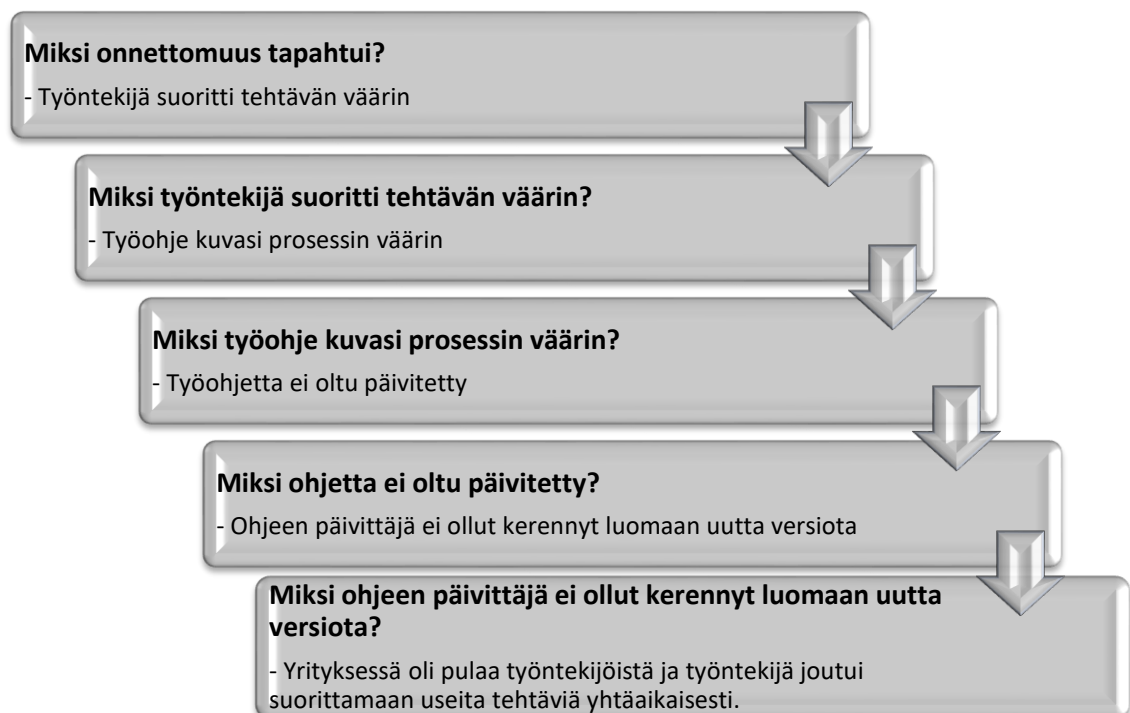 Miksi onnettomuus tapahtui?
- Työntekijä suoritti tehtävän väärin
Miksi työntekijä suoritti tehtävän väärin?
- Työohje kuvasi prosessin väärin
Miksi työohje kuvasi prosessin väärin?
- Työohjetta ei oltu päivitetty
Miksi ohjetta ei oltu päivitetty?
- Ohjeen päivittäjä ei ollut kerennyt luomaan uutta versiota
Miksi ohjeen päivittäjä ei ollut kerennyt luomaan uutta
versiota?
- Yrityksessä oli pulaa työntekijöistä ja työntekijä joutui
suorittamaan useita tehtäviä yhtäaikaisesti.